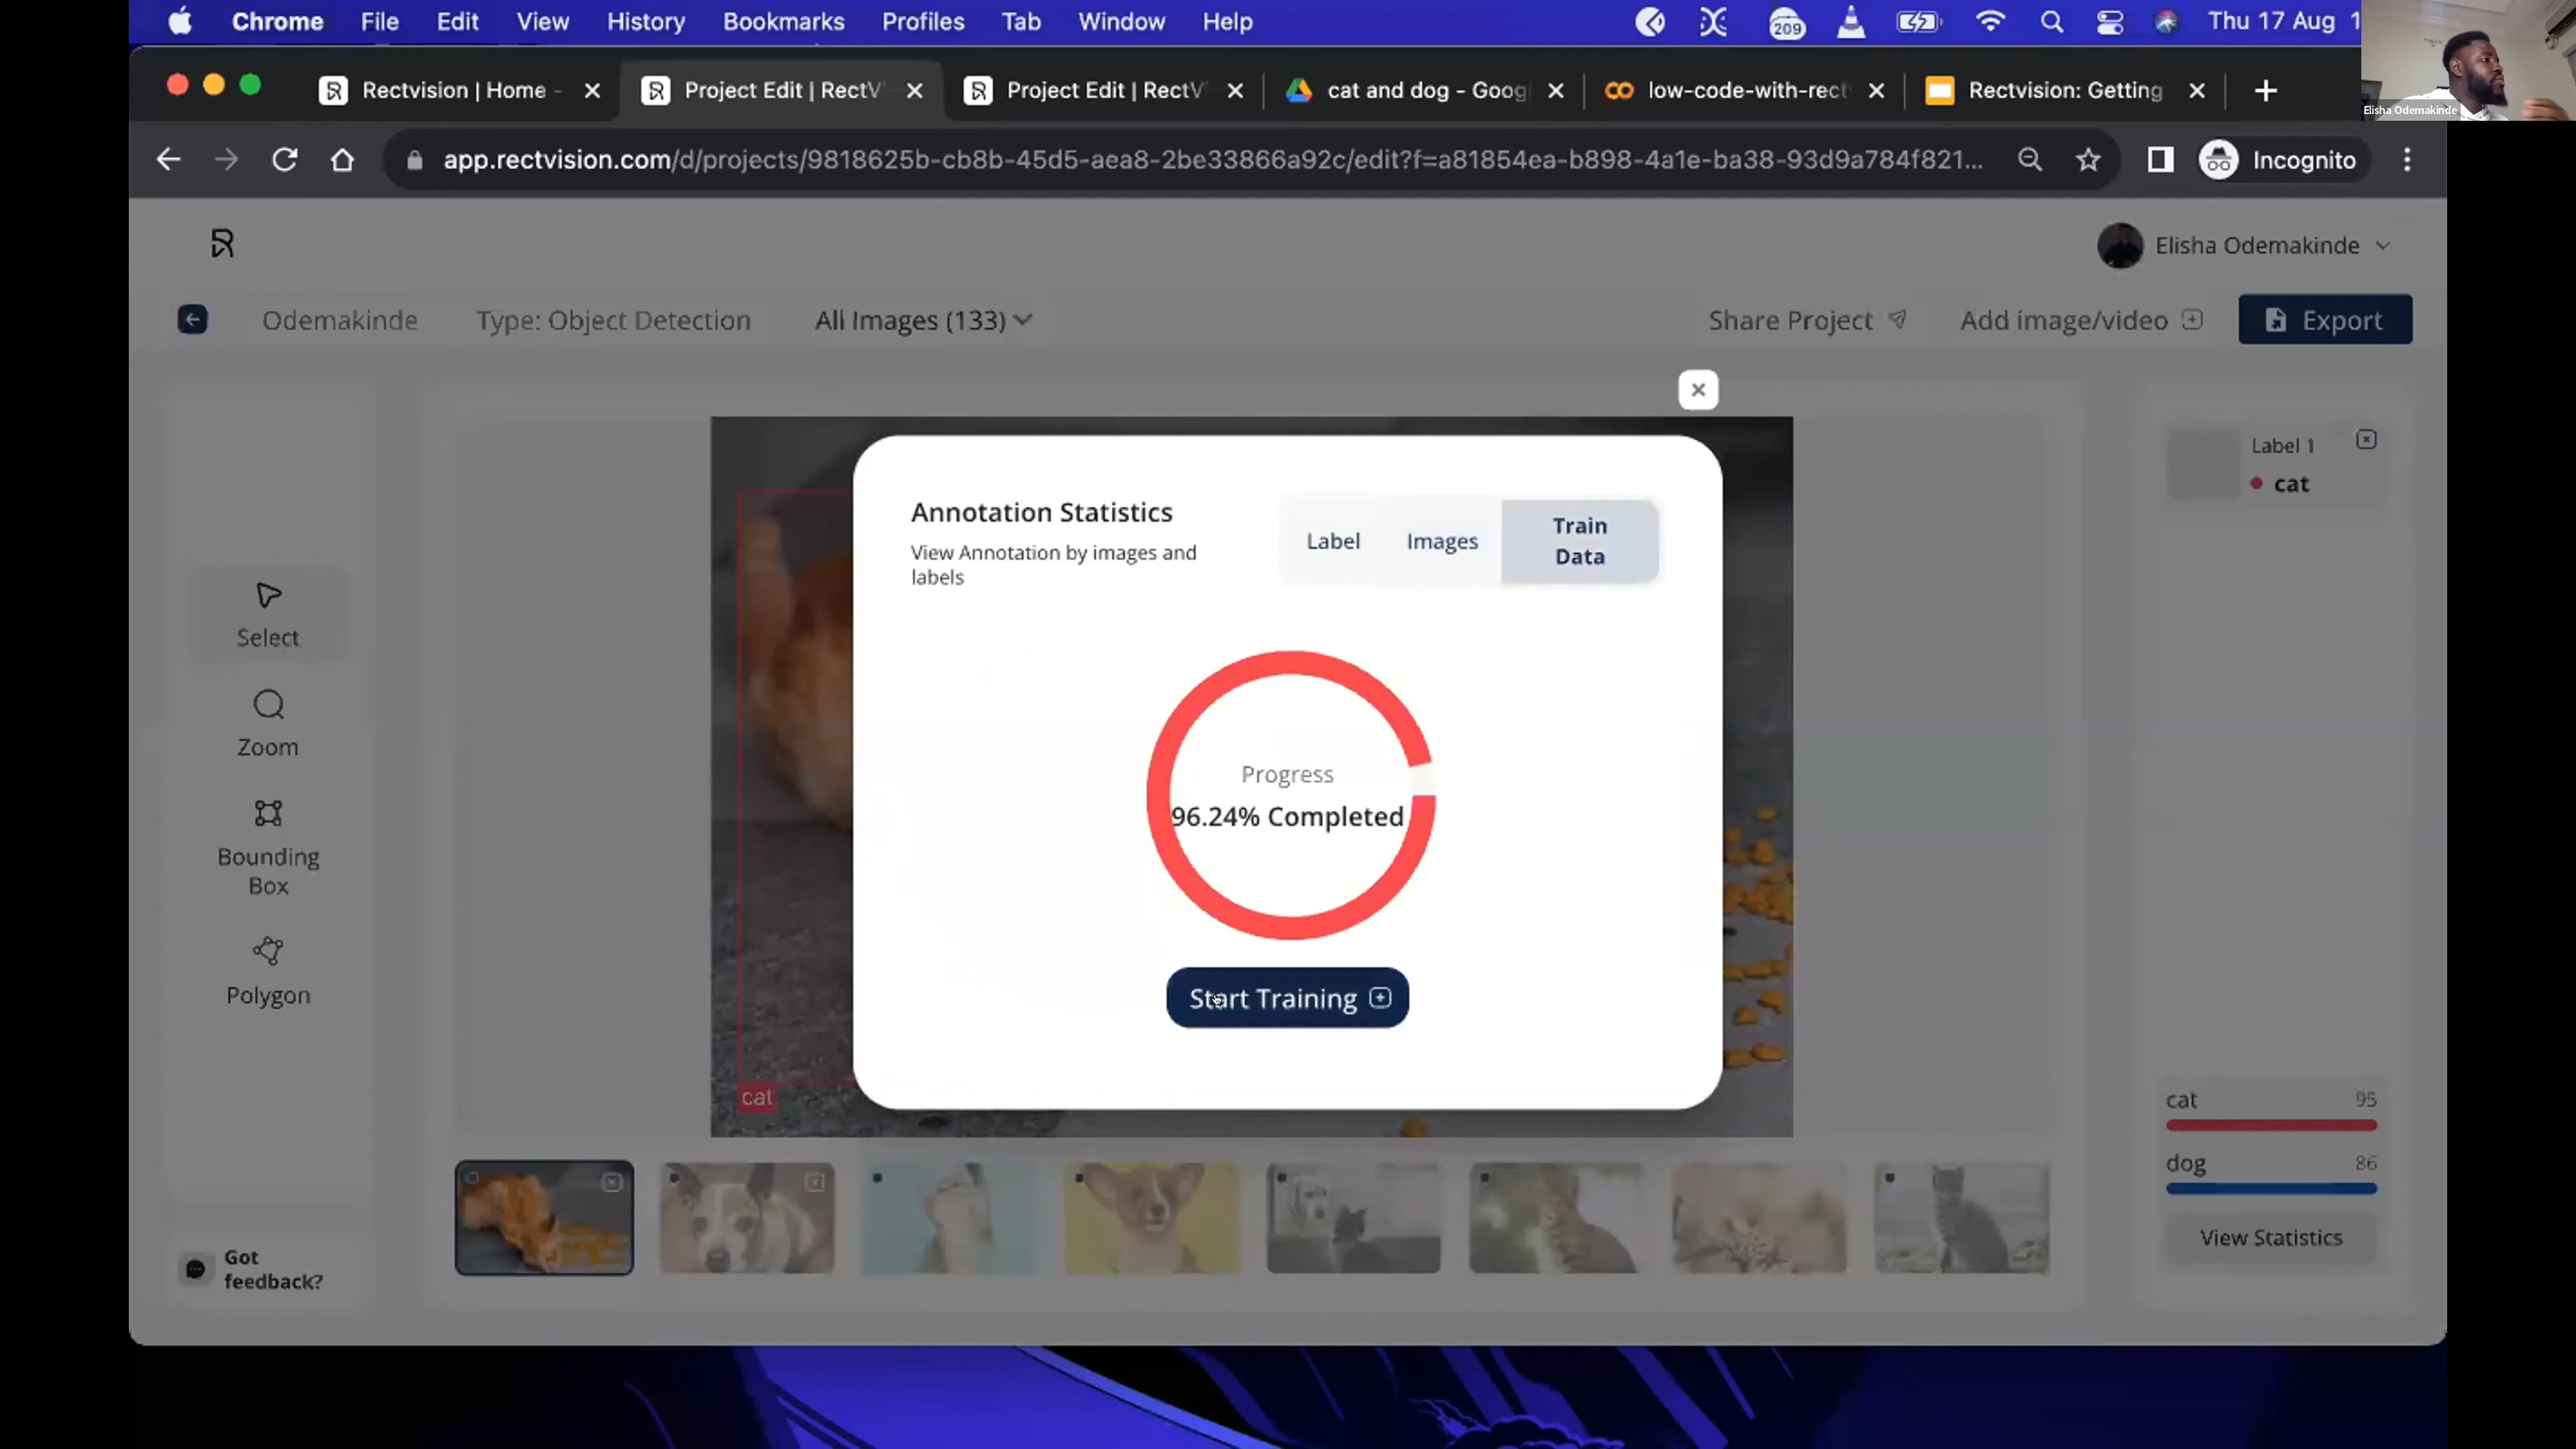 Chrome File Edit View History Bookmarks Profiles Tab Window Help 209 Thu 17 Aug 1
Elisha Odemakinde
Rectvision | Home - Project Edit | RectV Project Edit | RectV cat and dog - Goog low-code-with-rect Rectvision: Getting
app.rectvision.com/d/projects/9818625b-cb8b-45d5-aea8-2be33866a92c/edit?f=a81854ea-b898-4a1e-ba38-93d9a784f821... Incognito
Elisha Odemakinde
Odemakinde Type: Object Detection All Images (133) Share Project Add image/video Export
Select
Zoom
Bounding
Box
Polygon
Got
feedback?
Annotation Statistics
View Annotation by images and
labels
Label Images Train
Data
Progress
96.24% Completed
Start Training
cat
Label 1
cat
cat 95
dog 86
View Statistics